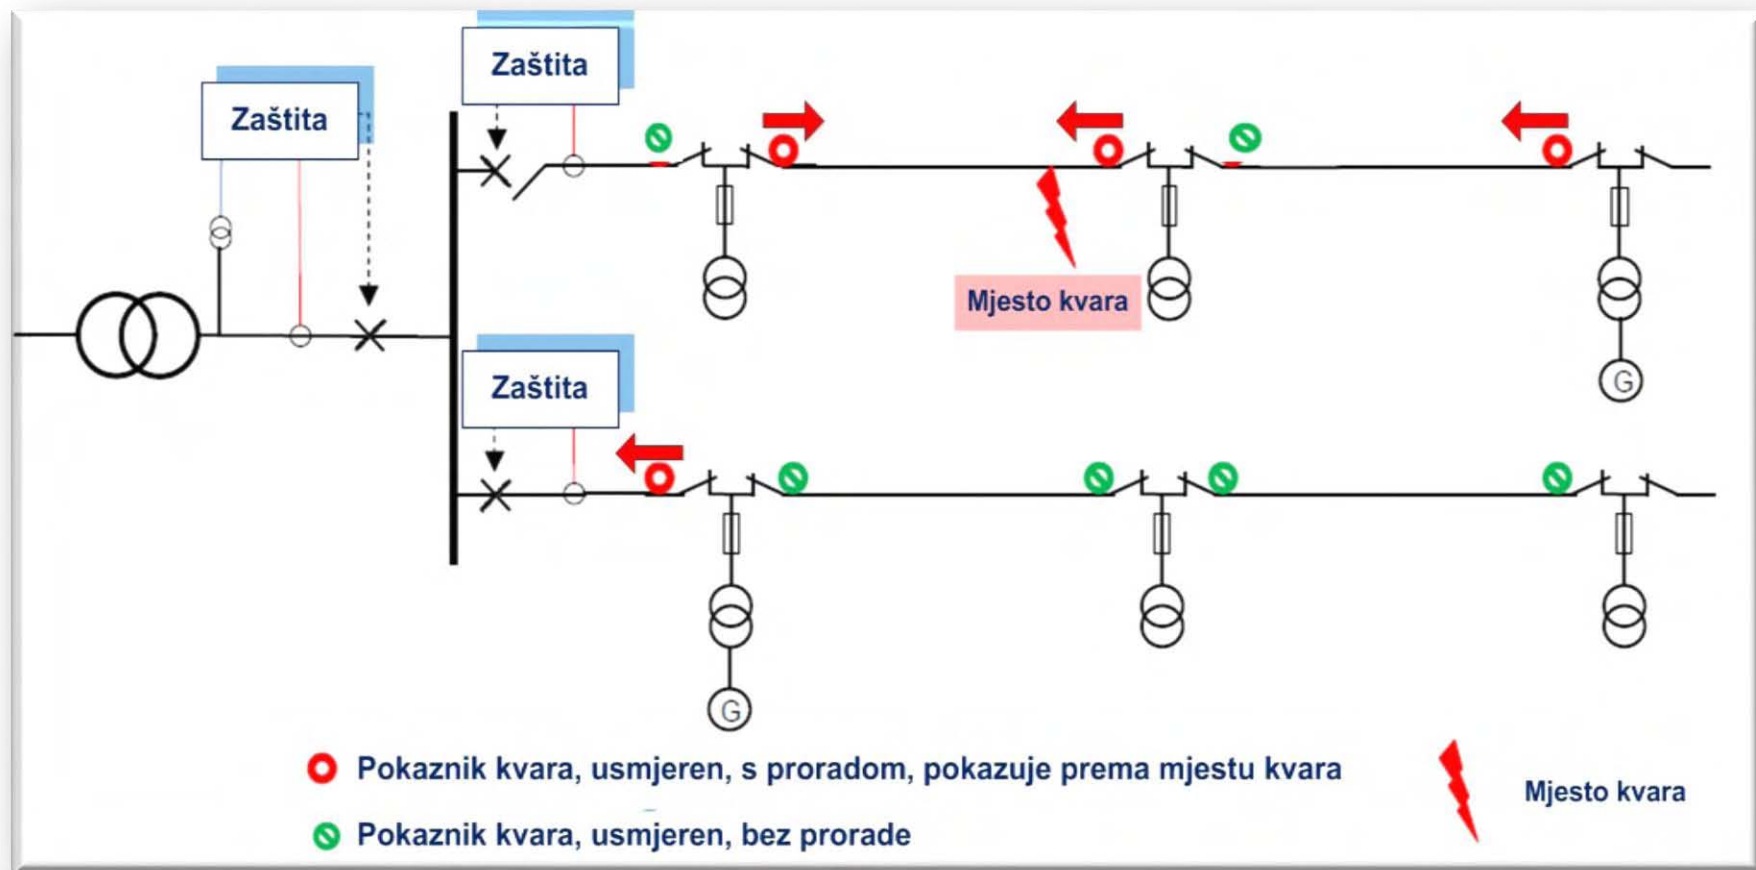 Zaštita
Zaštita
Mjesto kvara
G
Zaštita
G
Pokaznik kvara, usmjeren, s proradom, pokazuje prema mjestu kvara
Mjesto kvara
Pokaznik kvara, usmjeren, bez prorade